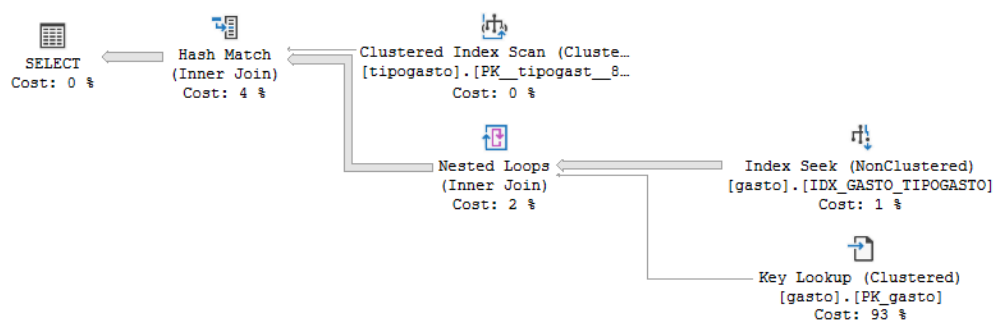 SELECT
Cost: 0 %
Hash Match
(Inner Join)
Cost: 4 %
Clustered Index Scan (Cluste…
[tipogasto].[PK__tipogast__8…
Cost: 0 %
Nested Loops
(Inner Join)
Cost: 2 %
Index Seek (NonClustered)
[gasto].[IDX_GASTO_TIPOGASTO]
Cost: 1 %
Key Lookup (Clustered)
[gasto].[PK_gasto]
Cost: 93 %